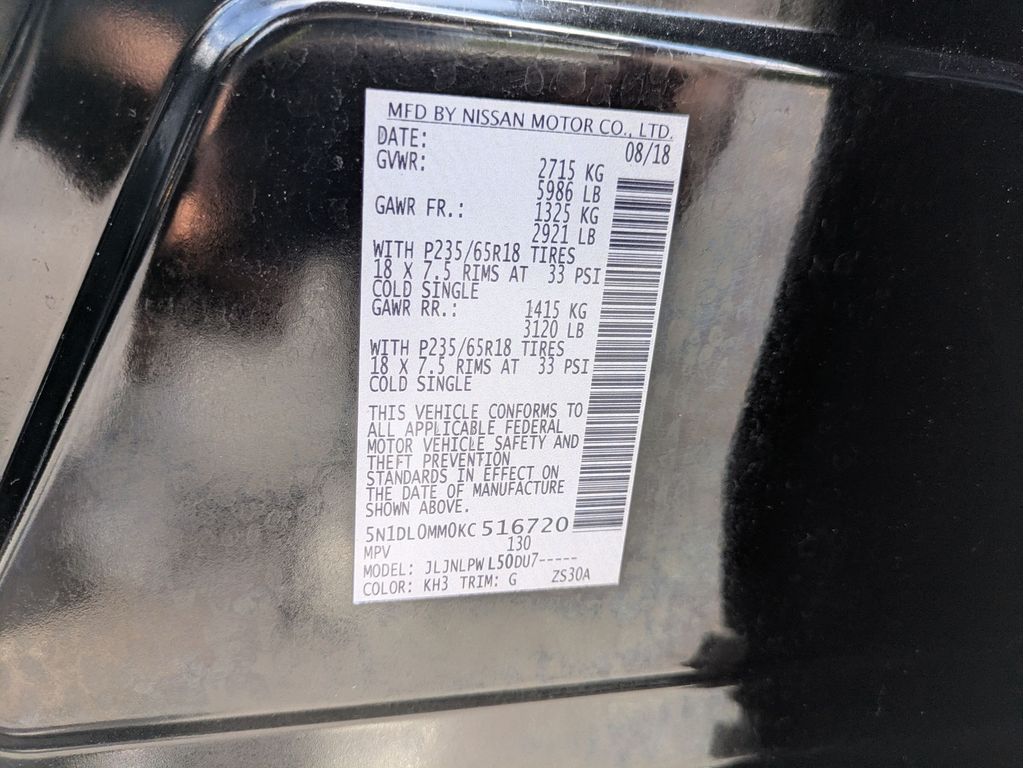 MFD BY NISSAN MOTOR CO., LTD.
DATE: 08/18
GVWR: 2715 KG
5986 LB
GAWR FR.: 1325 KG
2921 LB
WITH P235/65R18 TIRES
18 X 7.5 RIMS AT 33 PSI
COLD SINGLE
GAWR RR.: 1415 KG
3120 LB
WITH P235/65R18 TIRES
18 X 7.5 RIMS AT 33 PSI
COLD SINGLE
THIS VEHICLE CONFORMS TO
ALL APPLICABLE FEDERAL
MOTOR VEHICLE SAFETY AND
THEFT PREVENTION
STANDARDS IN EFFECT ON
THE DATE OF MANUFACTURE
SHOWN ABOVE.
5N1DL0MM0KC 516720
MPV 130
MODEL: JLJNLPW L50DU7-----
COLOR: KH3 TRIM: G ZS30A